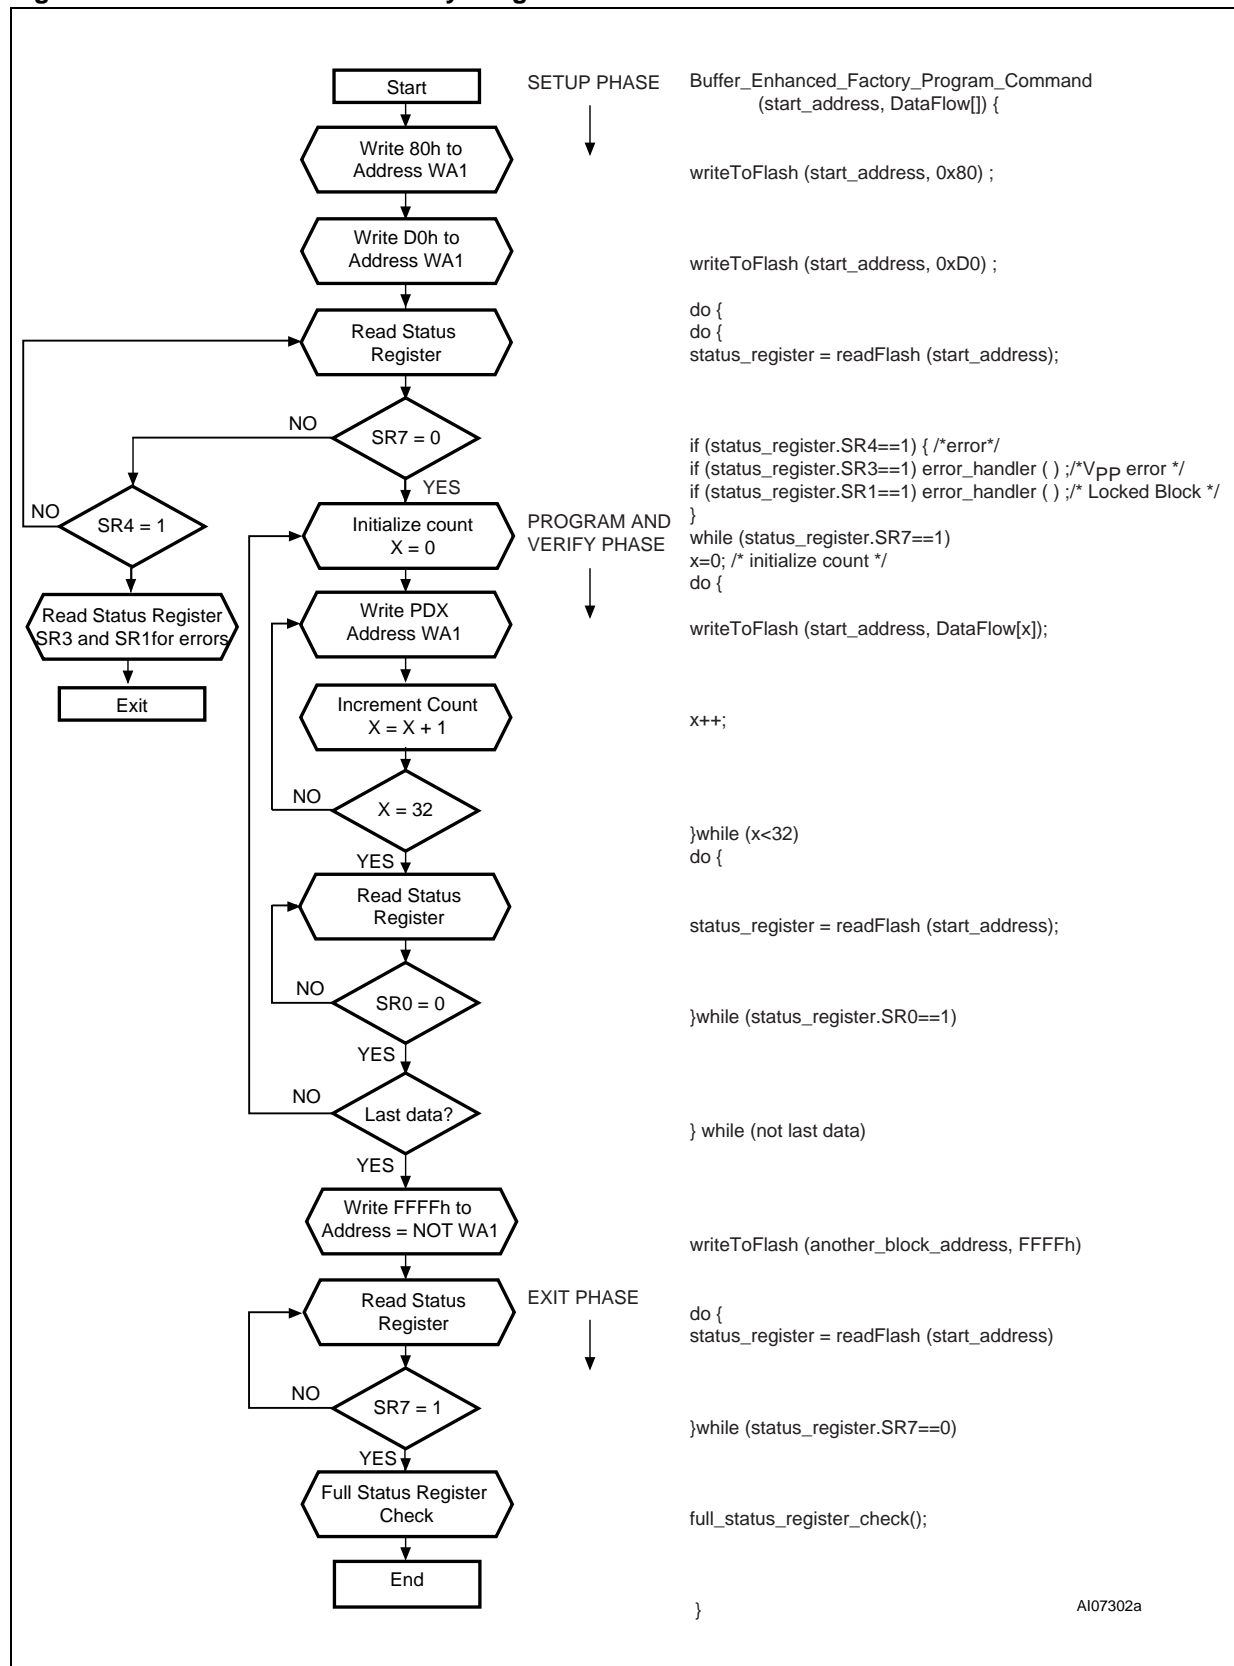 Start
SETUP PHASE
Buffer_Enhanced_Factory_Program_Command
(start_address, DataFlow[]) {
Write 80h to
Address WA1
writeToFlash (start_address, 0x80) ;
Write D0h to
Address WA1
writeToFlash (start_address, 0xD0) ;
do {
do {
Read Status
Register
status_register = readFlash (start_address);
NO
SR7 = 0
YES
if (status_register.SR4==1) { /*error*/
if (status_register.SR3==1) error_handler ( ) ;/*VPP error */
if (status_register.SR1==1) error_handler ( ) ;/* Locked Block */
}
while (status_register.SR7==1)
x=0; /* initialize count */
do {
NO
SR4 = 1
Initialize count
X = 0
PROGRAM AND
VERIFY PHASE
Read Status Register
SR3 and SR1for errors
Exit
Write PDX
Address WA1
writeToFlash (start_address, DataFlow[x]);
Increment Count
X = X + 1
x++;
NO
X = 32
YES
}while (x<32)
do {
Read Status
Register
status_register = readFlash (start_address);
NO
SR0 = 0
YES
}while (status_register.SR0==1)
NO
Last data?
YES
} while (not last data)
Write FFFFh to
Address = NOT WA1
writeToFlash (another_block_address, FFFFh)
Read Status
Register
EXIT PHASE
do {
status_register = readFlash (start_address)
NO
SR7 = 1
YES
}while (status_register.SR7==0)
Full Status Register
Check
full_status_register_check();
End
}
AI07302a